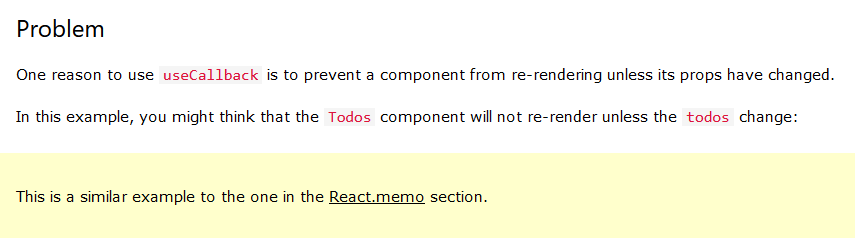 Problem
One reason to use useCallback is to prevent a component from re-rendering unless its props have changed.
In this example, you might think that the Todos component will not re-render unless the todos change:
This is a similar example to the one in the React.memo section.